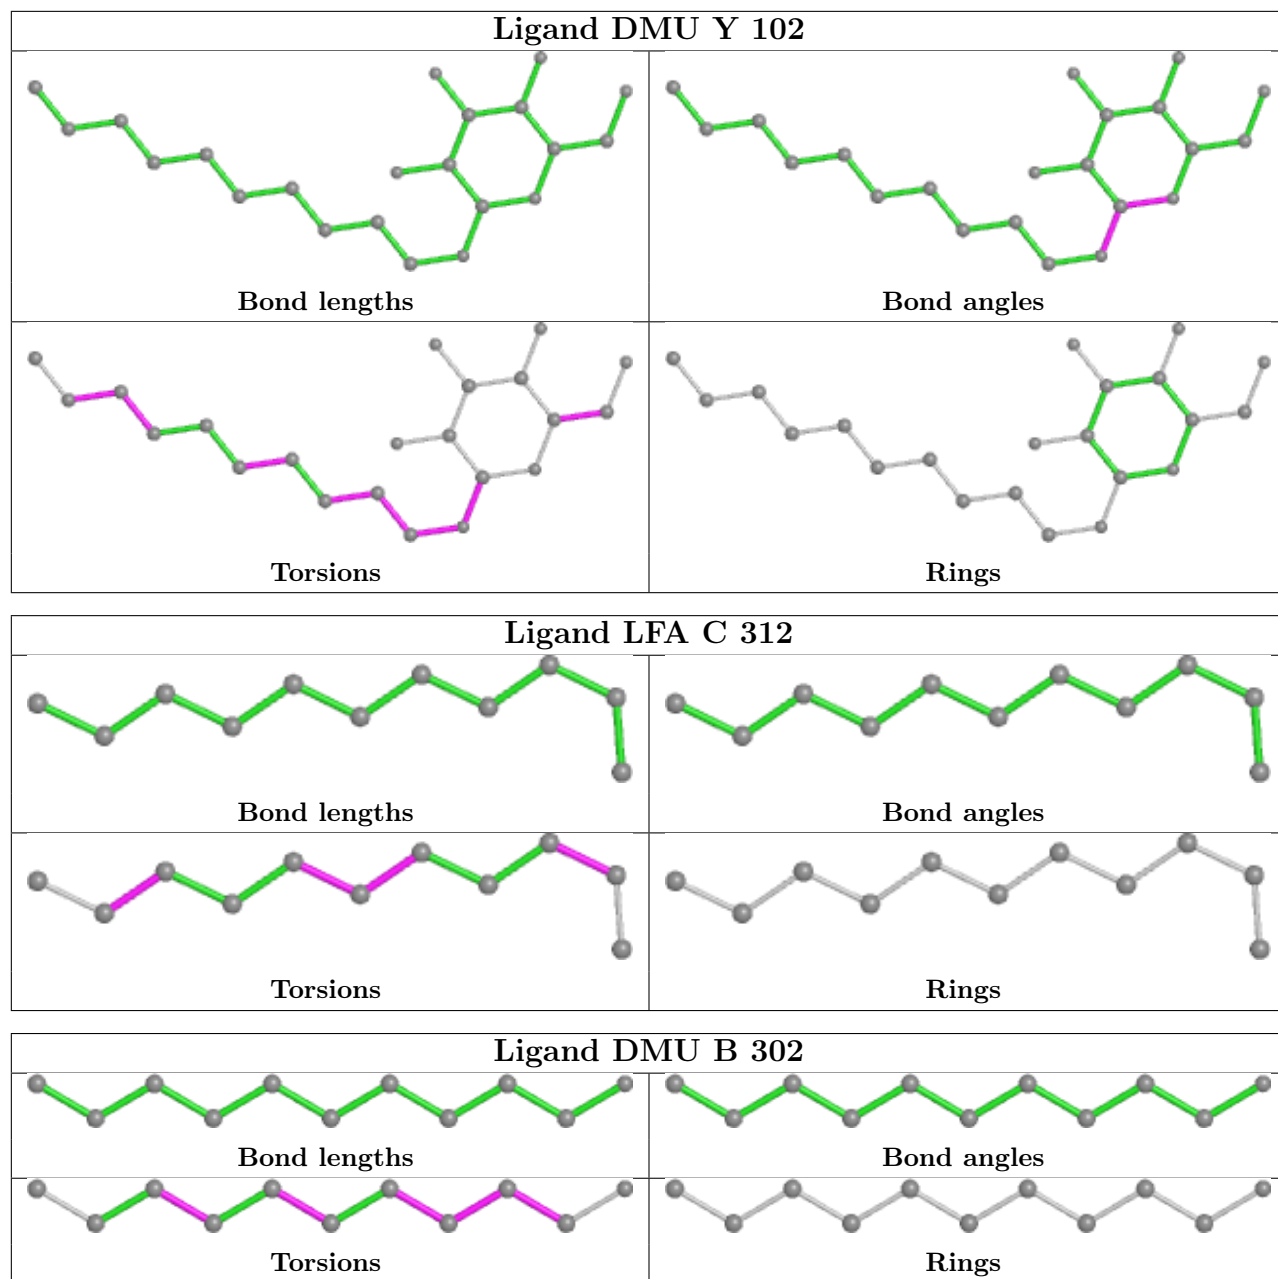 Ligand DMU Y 102
Bond lengths
Bond angles
Torsions
Rings
Ligand LFA C 312
Bond lengths
Bond angles
Torsions
Rings
Ligand DMU B 302
Bond lengths
Bond angles
Torsions
Rings